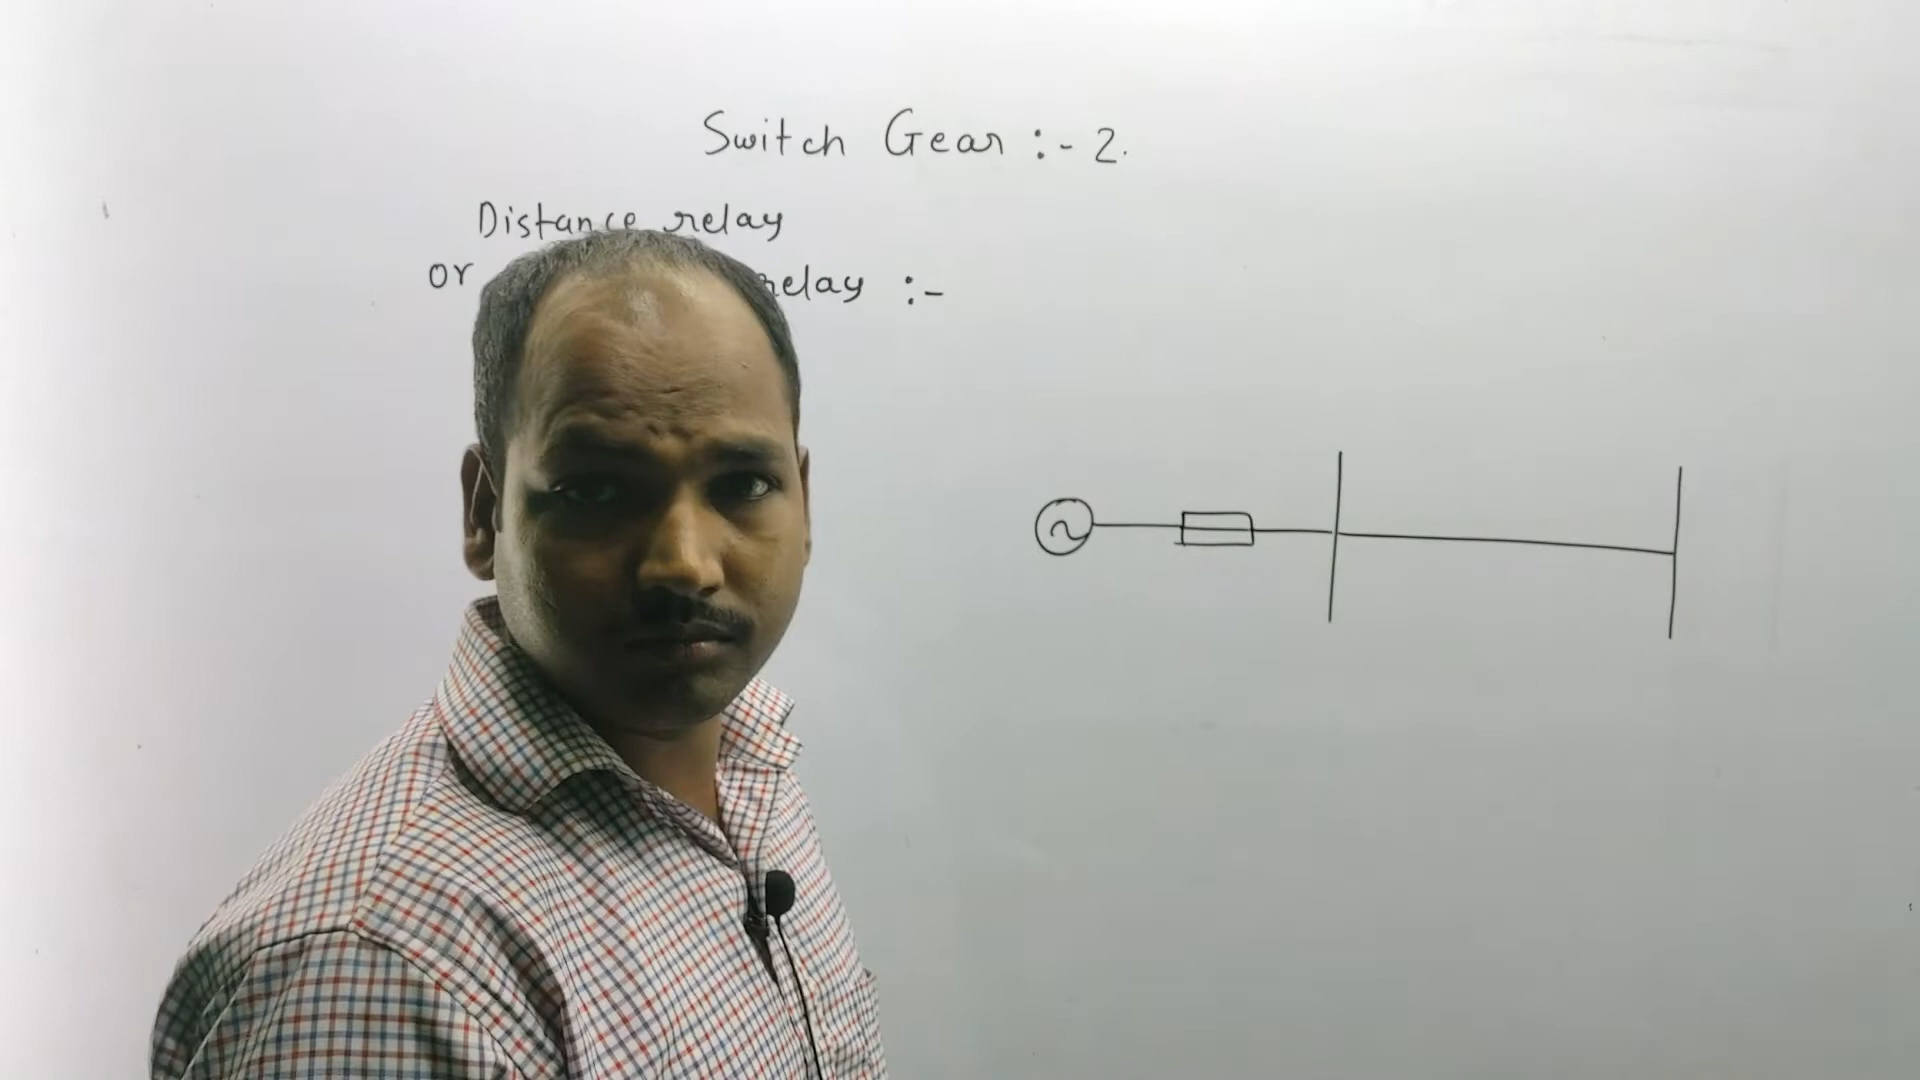 Switch Gear :- 2.
Distance relay
or relay :-